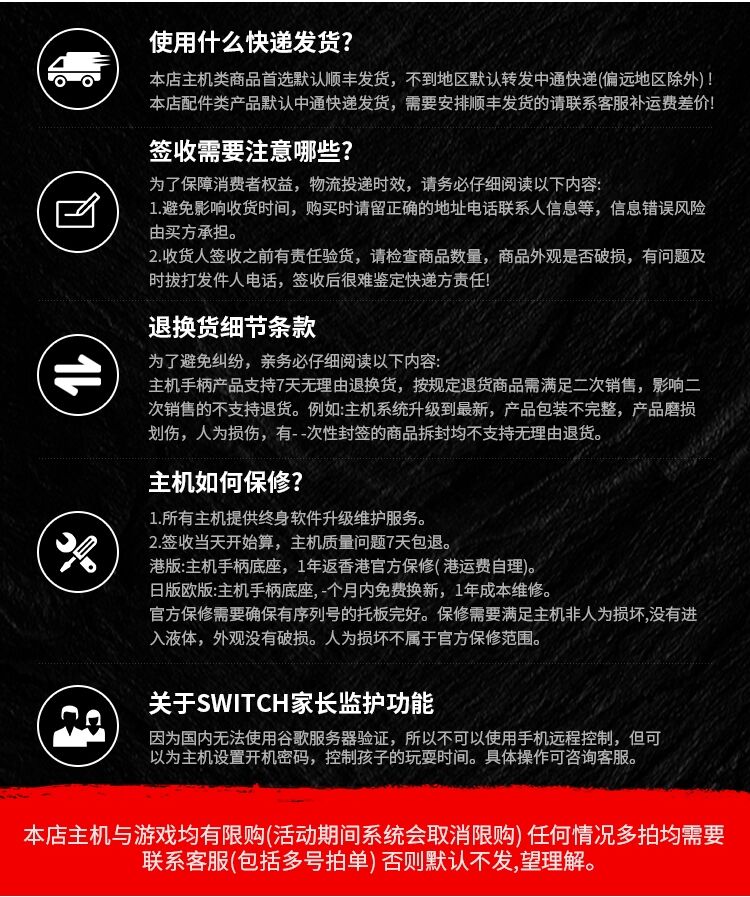 使用什么快递发货?
本店主机类商品首选默认顺丰发货，不到地区默认转发中通快递(偏远地区除外)！
本店配件类产品默认中通快递发货，需要安排顺丰发货的请联系客服补运费差价!
签收需要注意哪些?
为了保障消费者权益，物流投递时效，请务必仔细阅读以下内容:
1.避免影响收货时间，购买时请留正确的地址电话联系人信息等，信息错误风险
由买方承担。
2.收货人签收之前有责任验货，请检查商品数量，商品外观是否破损，有问题及
时拔打发件人电话，签收后很难鉴定快递方责任!
退换货细节条款
为了避免纠纷，亲务必仔细阅读以下内容:
主机手柄产品支持7天无理由退换货，按规定退货商品需满足二次销售，影响二
次销售的不支持退货。例如:主机系统升级到最新，产品包装不完整，产品磨损
划伤，人为损伤，有- -次性封签的商品拆封均不支持无理由退货。
主机如何保修?
1.所有主机提供终身软件升级维护服务。
2.签收当天开始算，主机质量问题7天包退。
港版:主机手柄底座，1年返香港官方保修( 港运费自理)。
日版欧版:主机手柄底座, -个月内免费换新，1年成本维修。
官方保修需要确保有序列号的托板完好。保修需要满足主机非人为损坏,没有进
入液体，外观没有破损。人为损坏不属于官方保修范围。
关于SWITCH家长监护功能
因为国内无法使用谷歌服务器验证，所以不可以使用手机远程控制，但可
以为主机设置开机密码，控制孩子的玩耍时间。具体操作可咨询客服。
本店主机与游戏均有限购(活动期间系统会取消限购) 任何情况多拍均需要
联系客服(包括多号拍单) 否则默认不发,望理解。